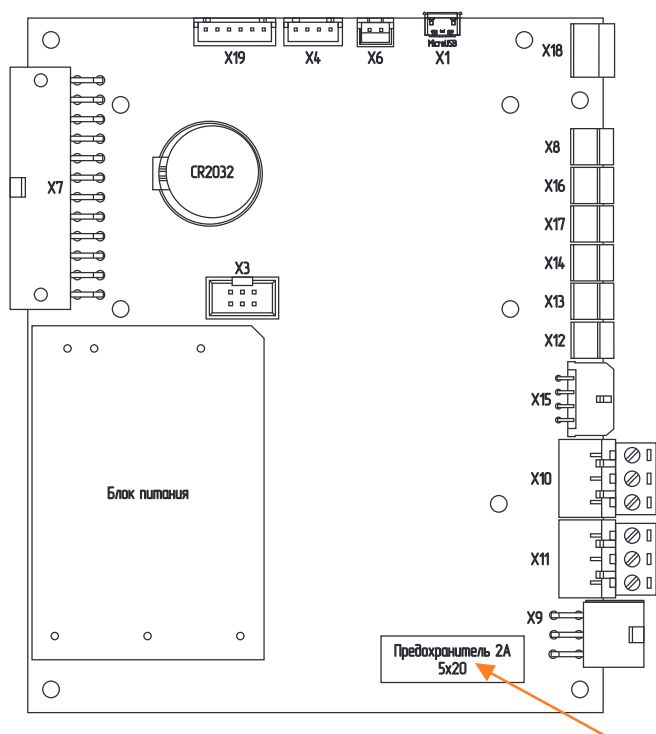 X19
X4
X6
MicroUSB
X1
X18
X7
CR2032
X8
X16
X17
X3
X14
X13
X12
X15
X10
Блок питания
X11
X9
Предохранитель 2А
5x20